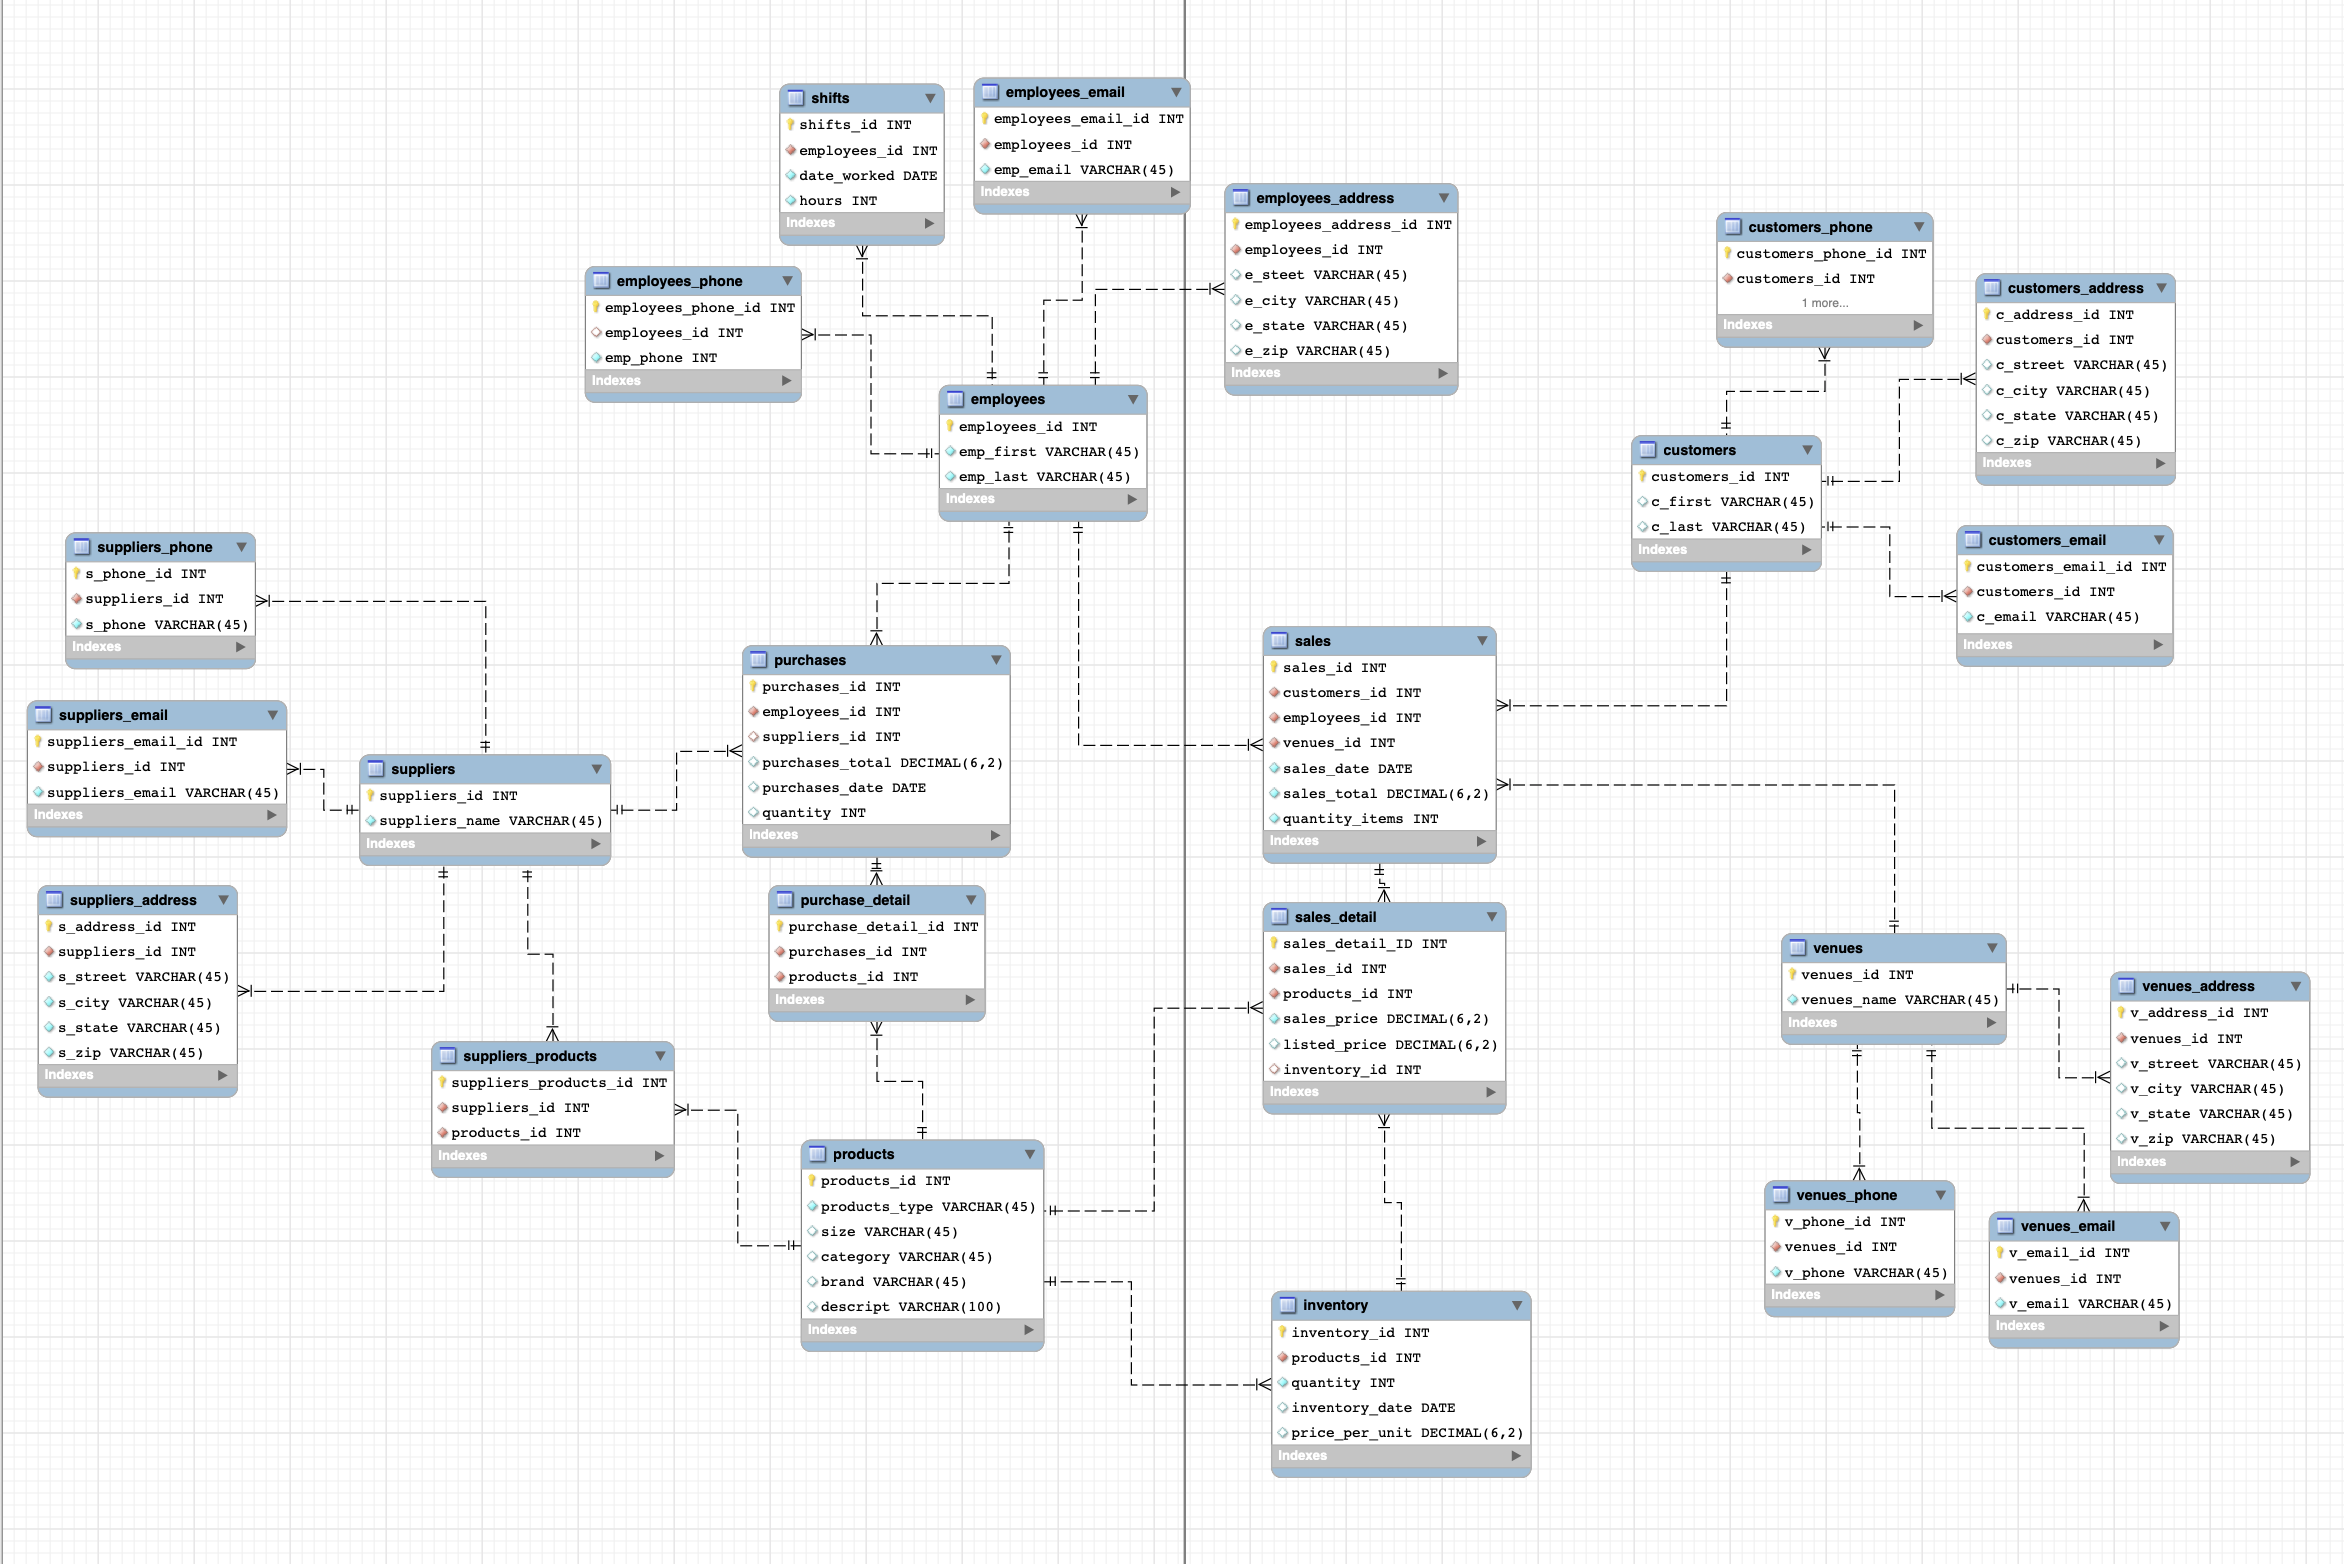 shifts
shifts_id INT
employees_id INT
date_worked DATE
hours INT
Indexes
employees_email
employees_email_id INT
employees_id INT
emp_email VARCHAR(45)
Indexes
employees_address
employees_address_id INT
employees_id INT
e_steet VARCHAR(45)
e_city VARCHAR(45)
e_state VARCHAR(45)
e_zip VARCHAR(45)
Indexes
employees_phone
employees_phone_id INT
employees_id INT
emp_phone INT
Indexes
employees
employees_id INT
emp_first VARCHAR(45)
emp_last VARCHAR(45)
Indexes
customers_phone
customers_phone_id INT
customers_id INT
1 more...
Indexes
customers_address
c_address_id INT
customers_id INT
c_street VARCHAR(45)
c_city VARCHAR(45)
c_state VARCHAR(45)
c_zip VARCHAR(45)
Indexes
customers
customers_id INT
c_first VARCHAR(45)
c_last VARCHAR(45)
Indexes
customers_email
customers_email_id INT
customers_id INT
c_email VARCHAR(45)
Indexes
suppliers_phone
s_phone_id INT
suppliers_id INT
s_phone VARCHAR(45)
Indexes
suppliers_email
suppliers_email_id INT
suppliers_id INT
suppliers_email VARCHAR(45)
Indexes
suppliers
suppliers_id INT
suppliers_name VARCHAR(45)
Indexes
suppliers_address
s_address_id INT
suppliers_id INT
s_street VARCHAR(45)
s_city VARCHAR(45)
s_state VARCHAR(45)
s_zip VARCHAR(45)
Indexes
suppliers_products
suppliers_products_id INT
suppliers_id INT
products_id INT
Indexes
purchases
purchases_id INT
employees_id INT
suppliers_id INT
purchases_total DECIMAL(6,2)
purchases_date DATE
quantity INT
Indexes
purchase_detail
purchase_detail_id INT
purchases_id INT
products_id INT
Indexes
products
products_id INT
products_type VARCHAR(45)
size VARCHAR(45)
category VARCHAR(45)
brand VARCHAR(45)
descript VARCHAR(100)
Indexes
sales
sales_id INT
customers_id INT
employees_id INT
venues_id INT
sales_date DATE
sales_total DECIMAL(6,2)
quantity_items INT
Indexes
sales_detail
sales_detail_ID INT
sales_id INT
products_id INT
sales_price DECIMAL(6,2)
listed_price DECIMAL(6,2)
inventory_id INT
Indexes
inventory
inventory_id INT
products_id INT
quantity INT
inventory_date DATE
price_per_unit DECIMAL(6,2)
Indexes
venues
venues_id INT
venues_name VARCHAR(45)
Indexes
venues_address
v_address_id INT
venues_id INT
v_street VARCHAR(45)
v_city VARCHAR(45)
v_state VARCHAR(45)
v_zip VARCHAR(45)
Indexes
venues_phone
v_phone_id INT
venues_id INT
v_phone VARCHAR(45)
Indexes
venues_email
v_email_id INT
venues_id INT
v_email VARCHAR(45)
Indexes